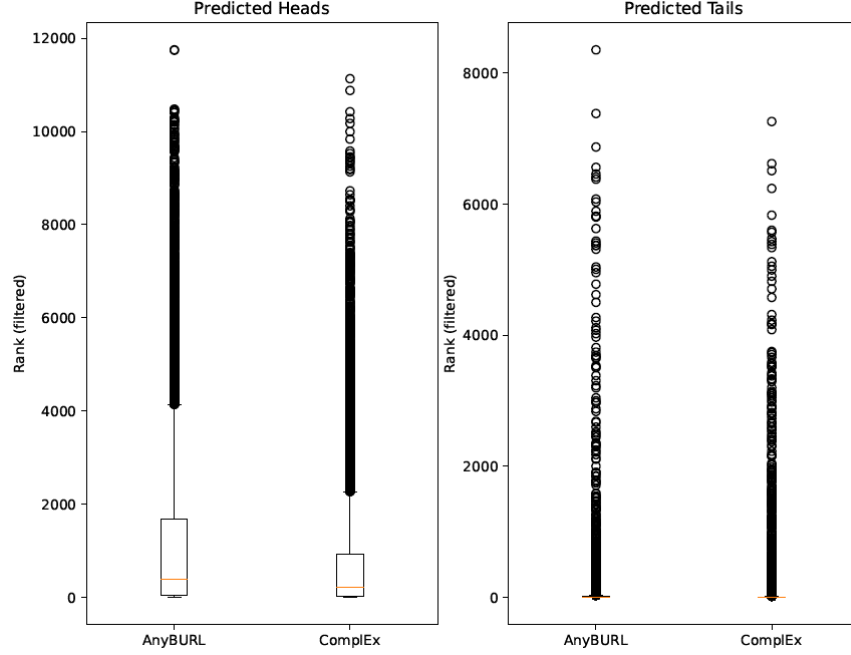 Predicted Heads
12000
10000
8000
6000
4000
2000
0
Rank (filtered)
AnyBURL
ComplEx
Predicted Tails
8000
6000
4000
2000
0
Rank (filtered)
AnyBURL
ComplEx